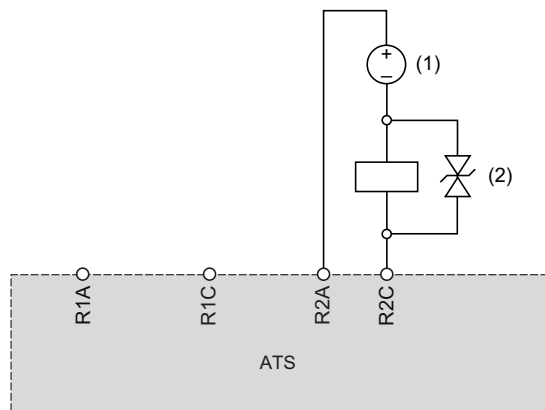 +
−
(1)
(2)
R1A
R1C
R2A
R2C
ATS